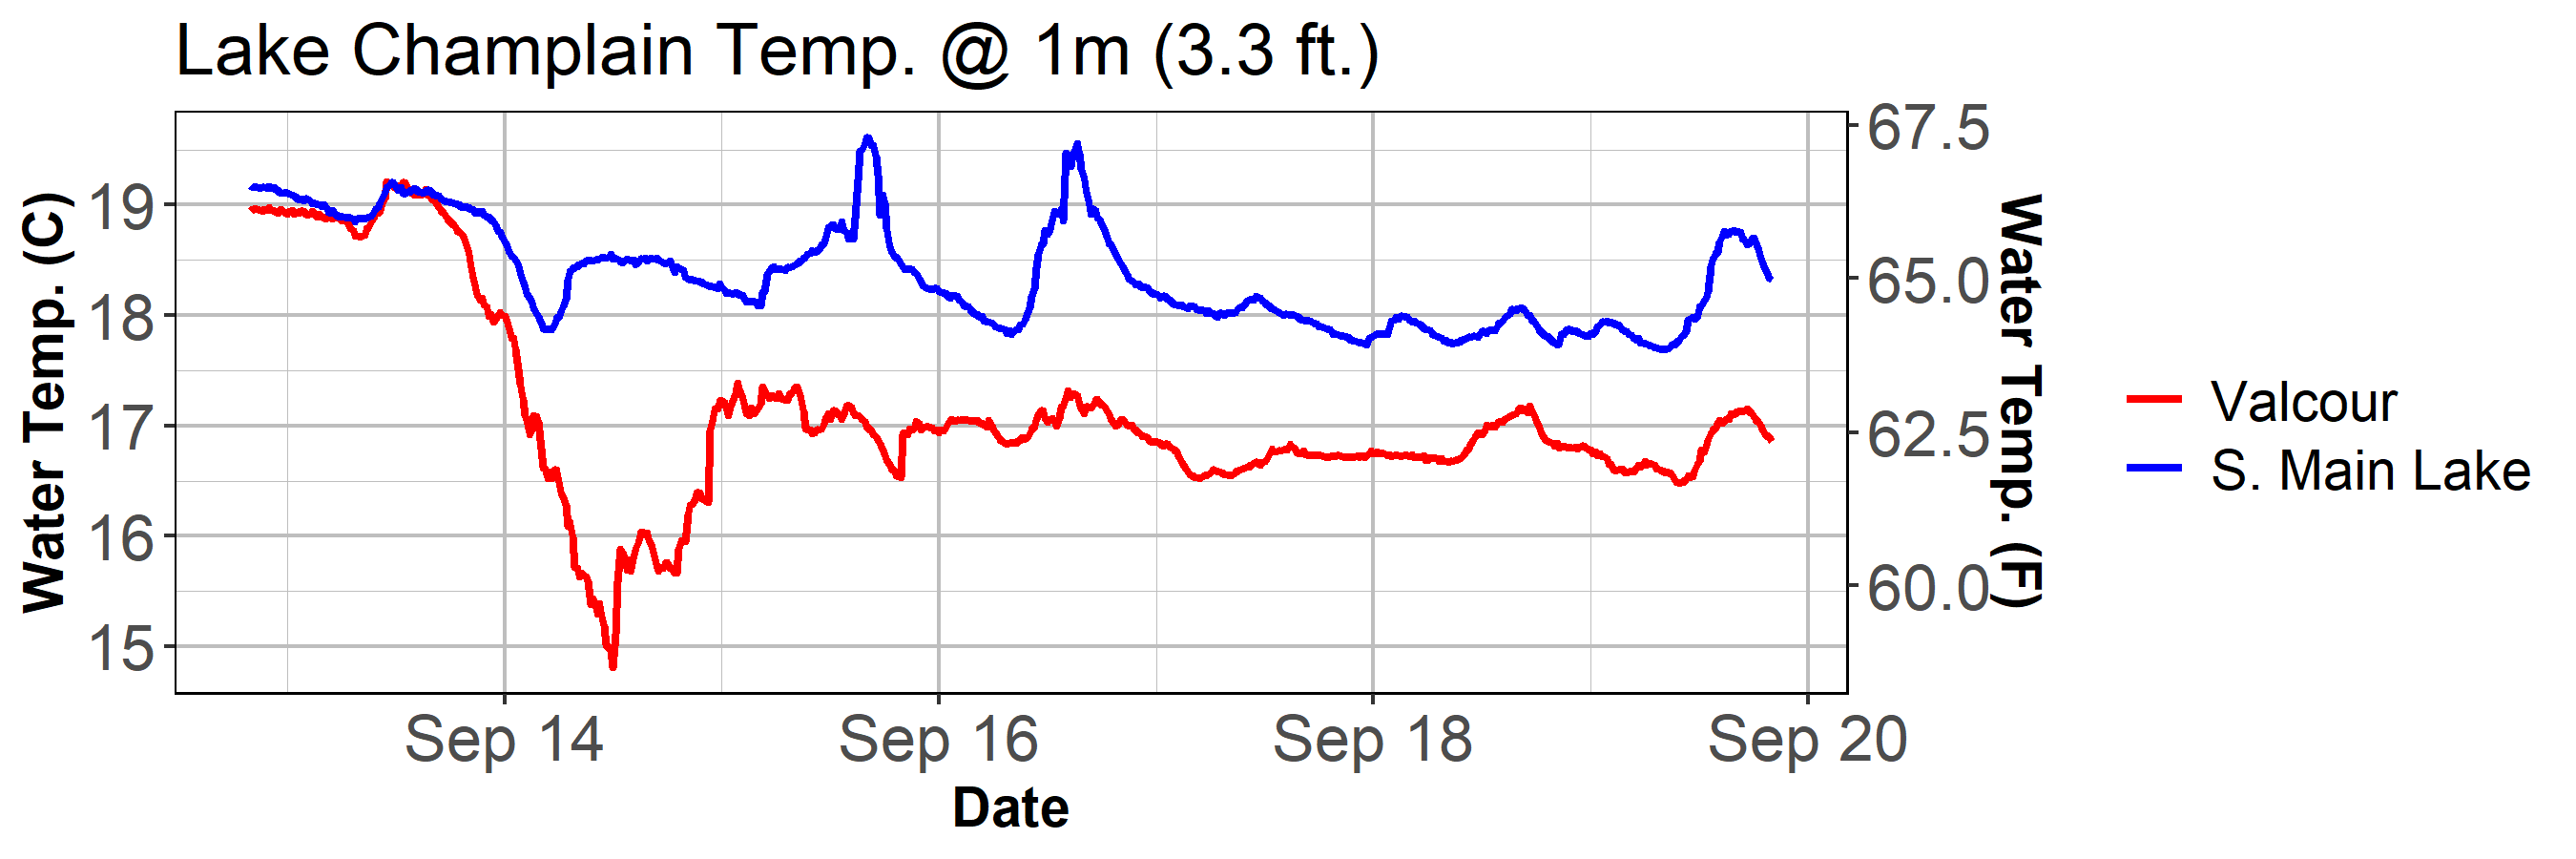 Lake Champlain Temp. @ 1m (3.3 ft.)
Water Temp. (C)
19
18
17
16
15
67.5
65.0
62.5
60.0
Water Temp. (F)
Sep 14
Sep 16
Sep 18
Sep 20
Date
Valcour
S. Main Lake